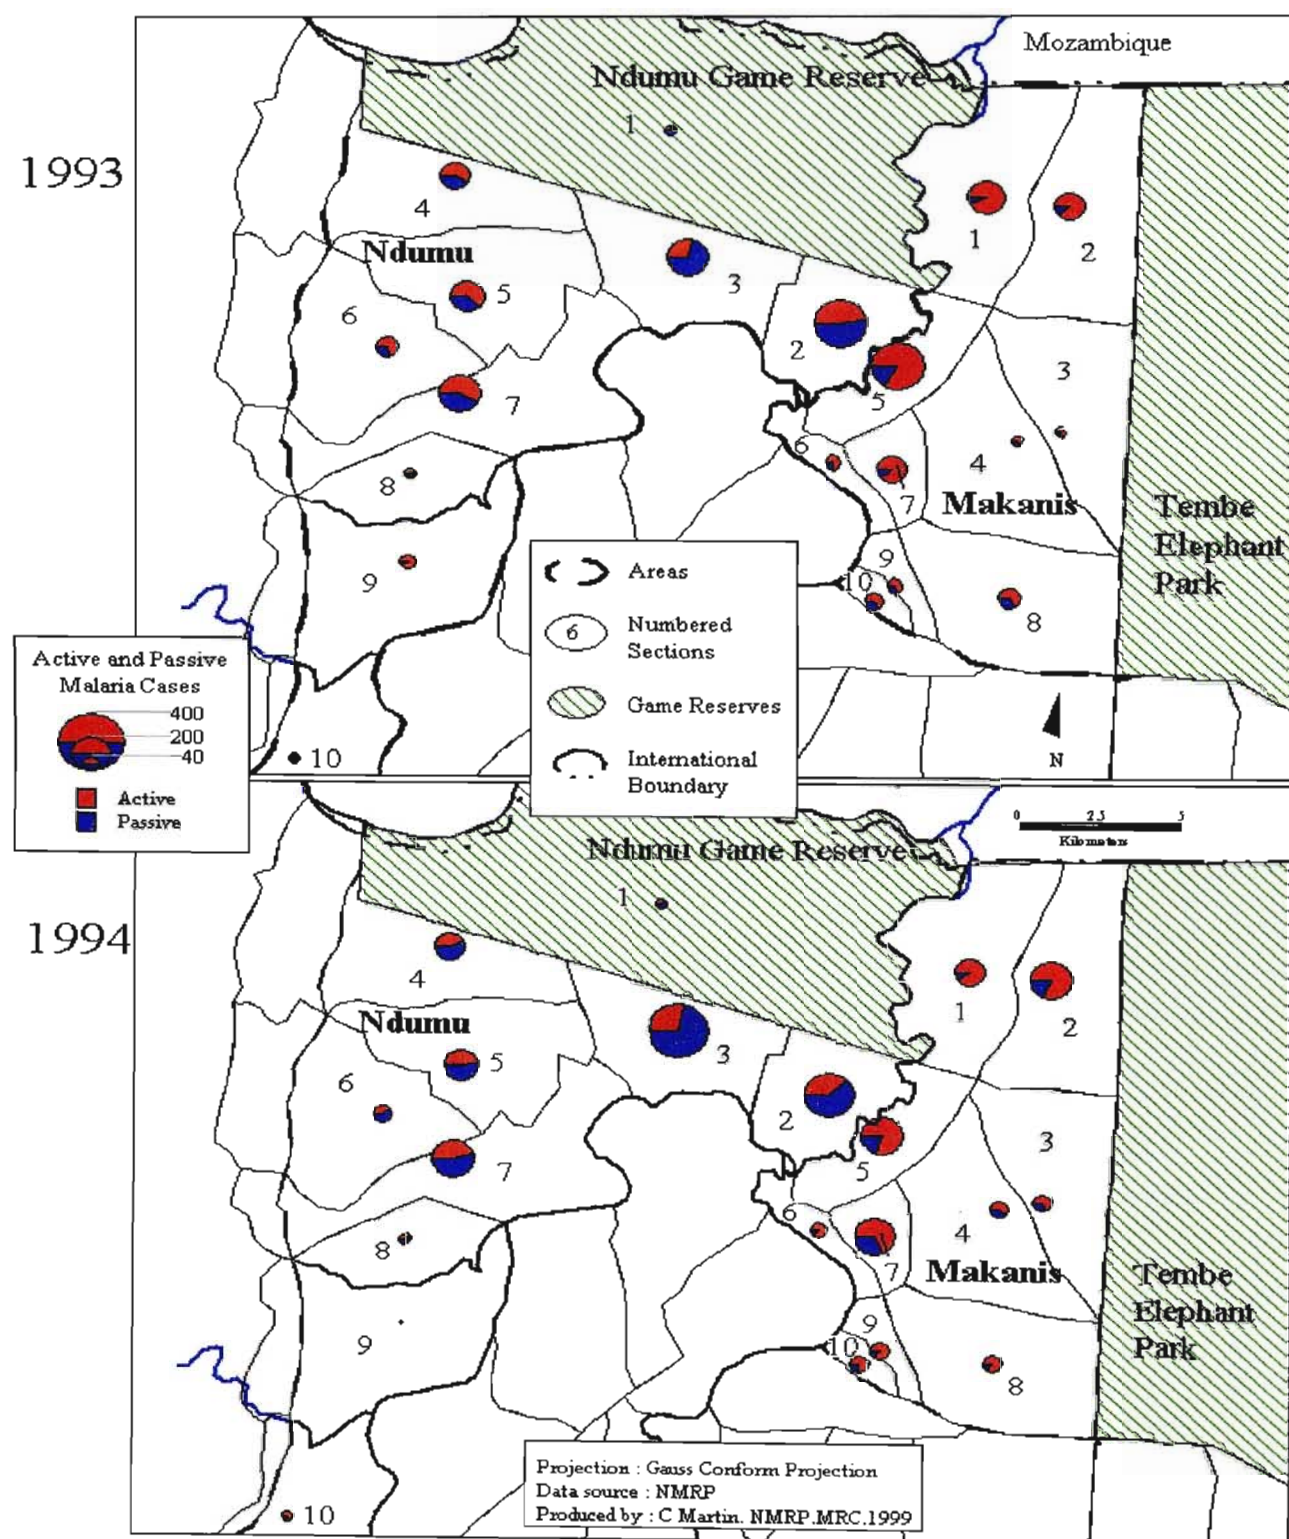 Mozambique
Ndumu Game Reserve
1
1993
4
1
2
Ndumu
3
5
6
2
3
7
5
6
4
8
7
Makanis
Tembe
Elephant
Park
9
9
10
8
Areas
6
Numbered
Sections
Game Reserves
International
Boundary
N
Active and Passive
Malaria Cases
400
200
40
Active
Passive
10
0 2.5 5
Kilometers
Ndumu Game Reserve
1
1994
4
1
2
Ndumu
3
5
6
2
3
5
7
6
4
8
7
Makanis
Tembe
Elephant
Park
9
9
10
8
10
Projection : Gauss Conform Projection
Data source : NMRP
Produced by : C Martin. NMRP.MRC.1999